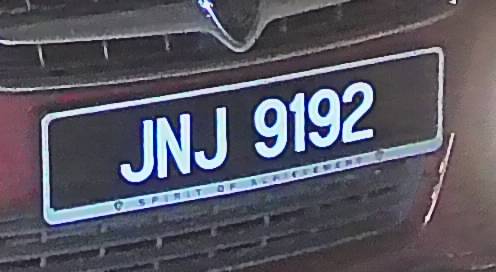 JNJ 9192
SPIRIT OF ACHIEVEMENT